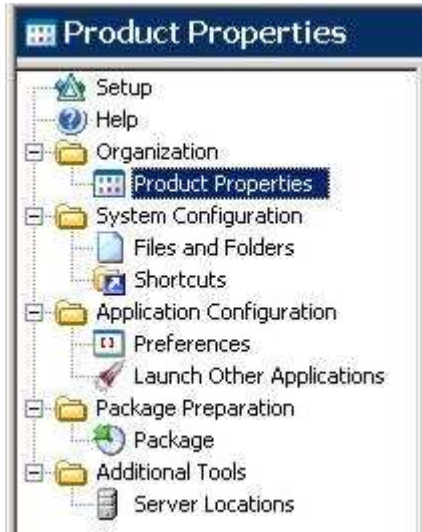 Product Properties
Setup
Help
Organization
Product Properties
System Configuration
Files and Folders
Shortcuts
Application Configuration
Preferences
Launch Other Applications
Package Preparation
Package
Additional Tools
Server Locations